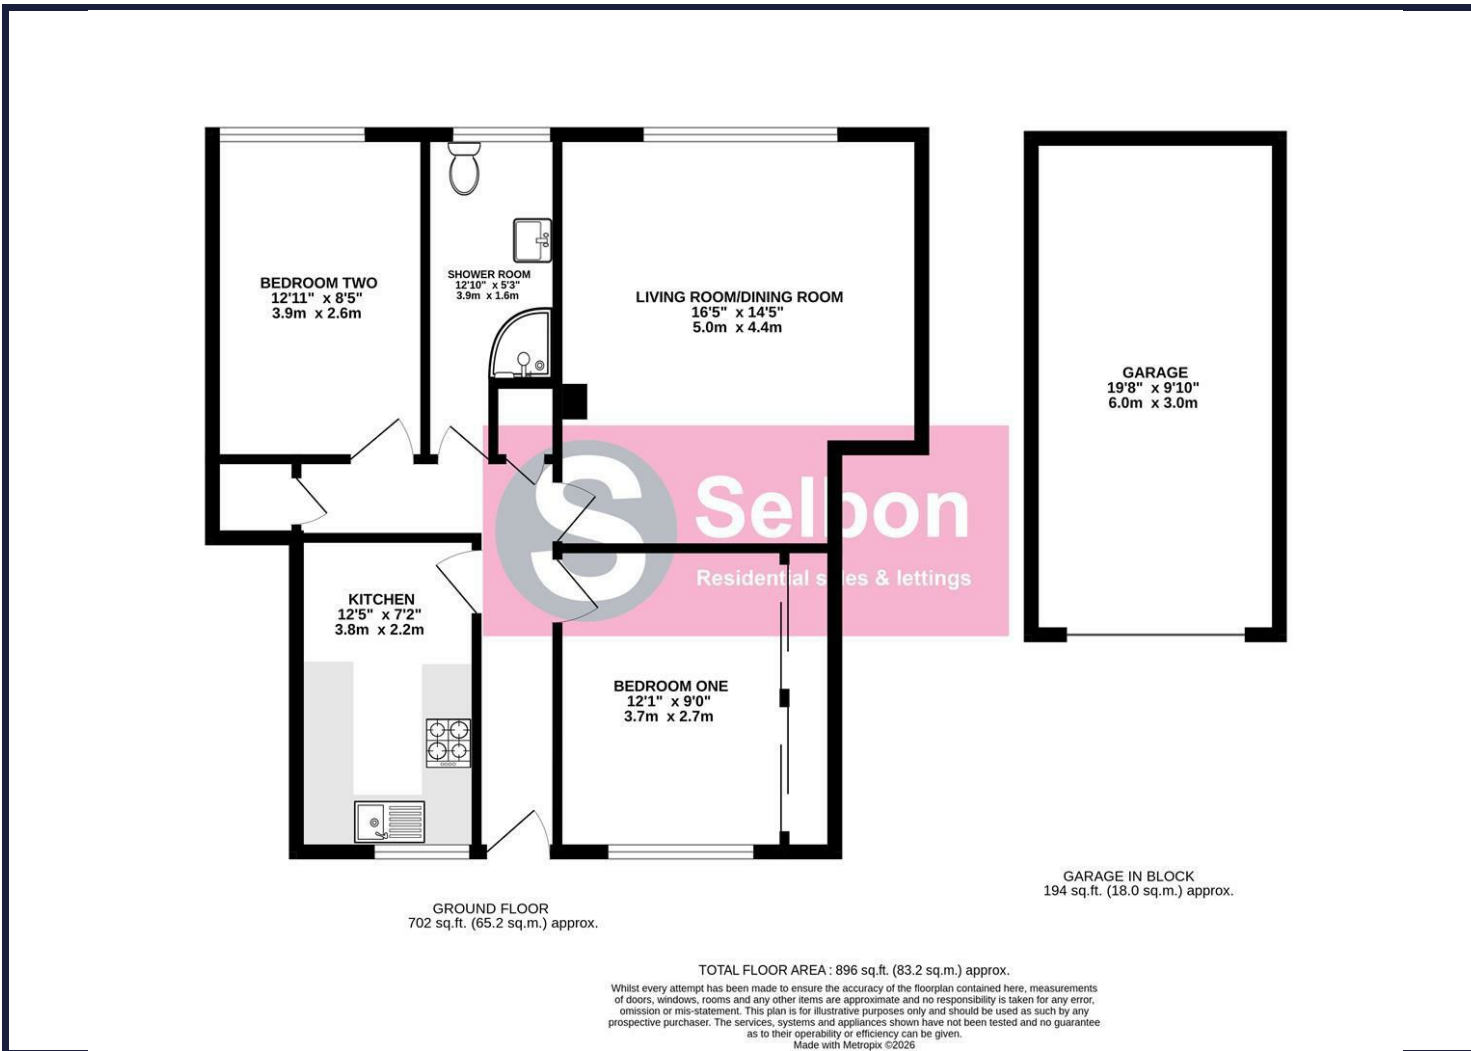 BEDROOM TWO
12'11" x 8'5"
3.9m x 2.6m
SHOWER ROOM
12'10" x 5'3"
3.9m x 1.6m
LIVING ROOM/DINING ROOM
16'5" x 14'5"
5.0m x 4.4m
GARAGE
19'8" x 9'10"
6.0m x 3.0m
S Selbon
Residential sales & lettings
KITCHEN
12'5" x 7'2"
3.8m x 2.2m
BEDROOM ONE
12'1" x 9'0"
3.7m x 2.7m
GARAGE IN BLOCK
194 sq.ft. (18.0 sq.m.) approx.
GROUND FLOOR
702 sq.ft. (65.2 sq.m.) approx.
TOTAL FLOOR AREA : 896 sq.ft. (83.2 sq.m.) approx.
Whilst every attempt has been made to ensure the accuracy of the floorplan contained here, measurements
of doors, windows, rooms and any other items are approximate and no responsibility is taken for any error,
omission or mis-statement. This plan is for illustrative purposes only and should be used as such by any
prospective purchaser. The services, systems and appliances shown have not been tested and no guarantee
as to their operability or efficiency can be given.
Made with Metropix ©2026